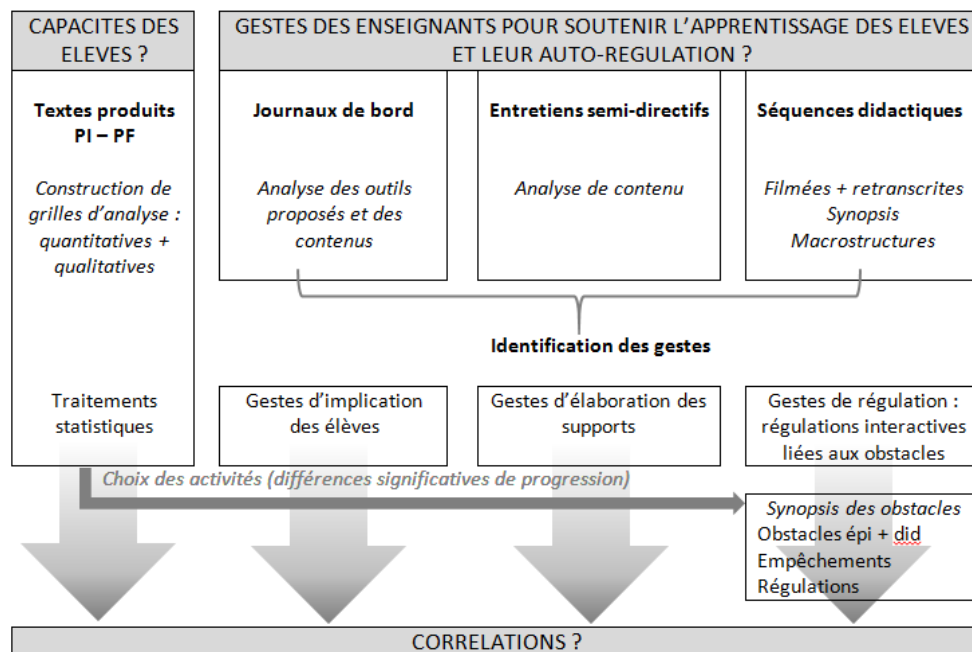 CAPACITES DES
ELEVES ?
GESTES DES ENSEIGNANTS POUR SOUTENIR L’APPRENTISSAGE DES ELEVES
ET LEUR AUTO-REGULATION ?
Textes produits
PI – PF
Construction de
grilles d’analyse :
quantitatives +
qualitatives
Journaux de bord
Analyse des outils
proposés et des
contenus
Entretiens semi-directifs
Analyse de contenu
Séquences didactiques
Filmées + retranscrites
Synopsis
Macrostructures
Identification des gestes
Traitements
statistiques
Gestes d’implication
des élèves
Gestes d’élaboration des
supports
Gestes de régulation :
régulations interactives
liées aux obstacles
Choix des activités (différences significatives de progression)
Synopsis des obstacles
Obstacles épi + did
Empêchements
Régulations
CORRELATIONS ?